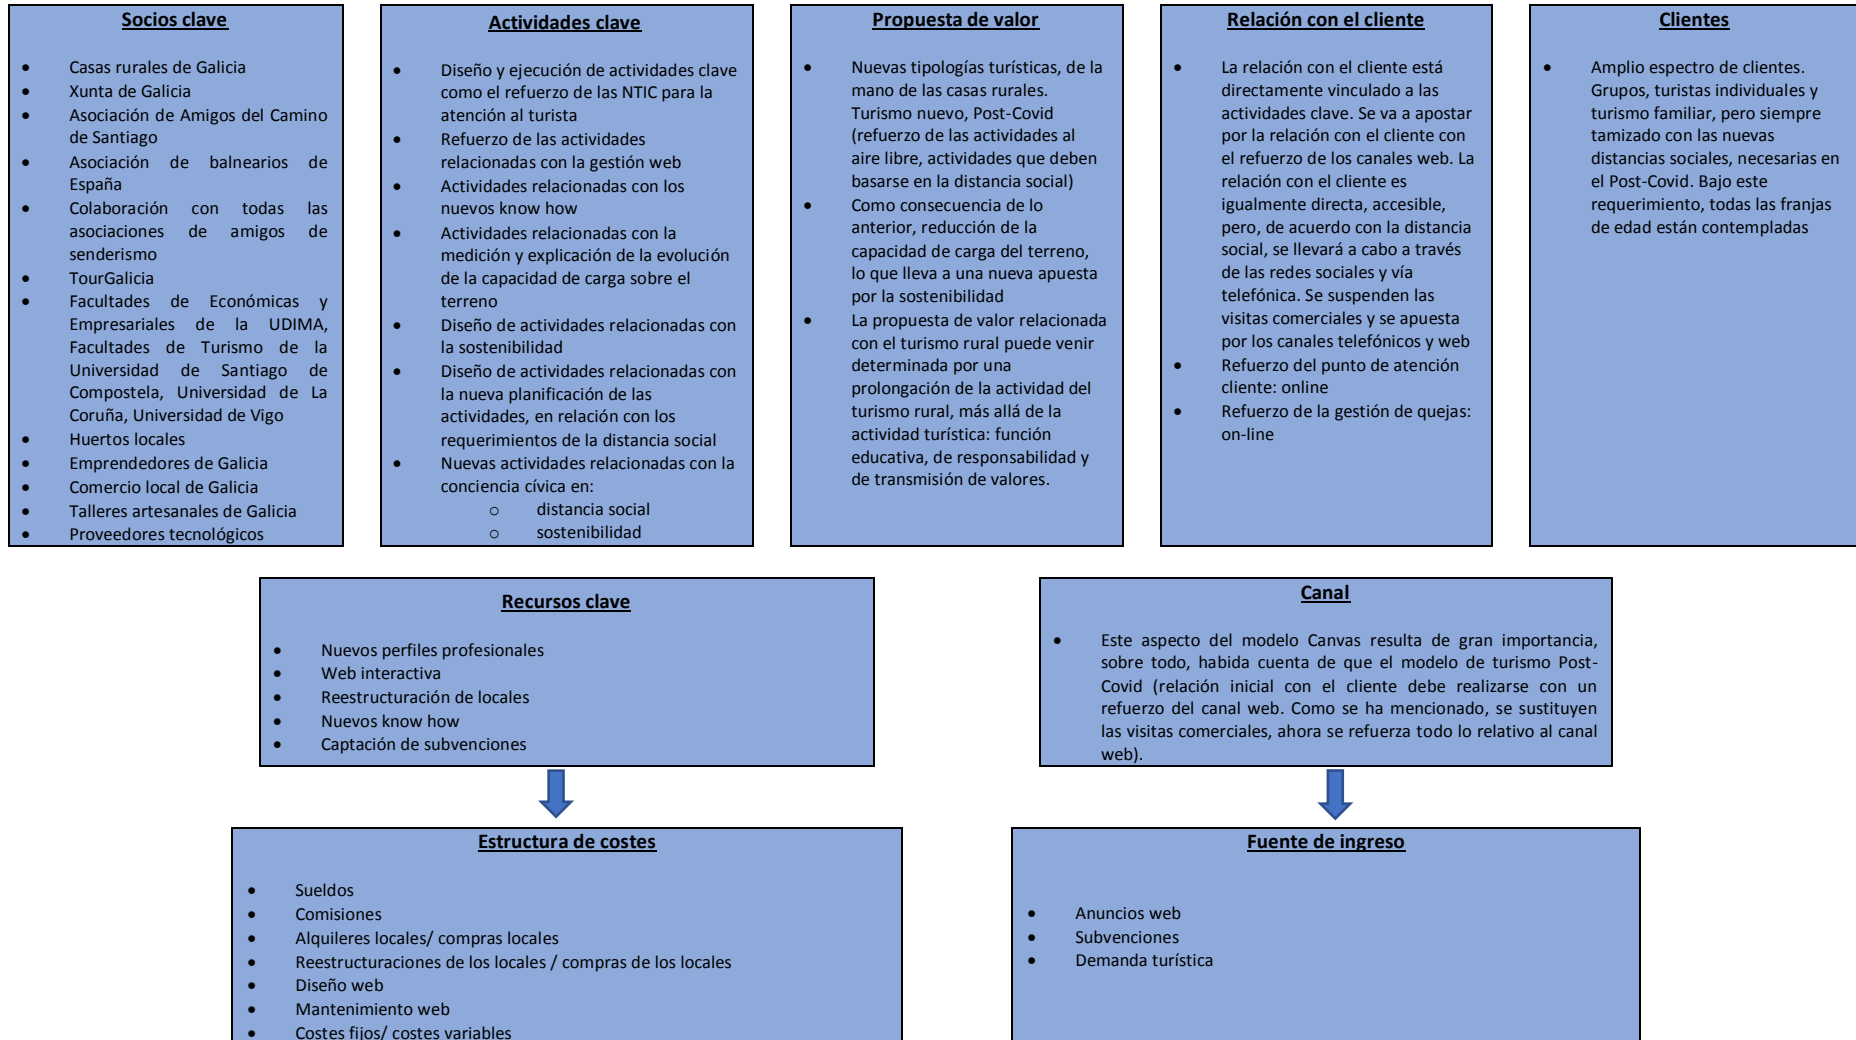 Socios clave
Casas rurales de Galicia
Xunta de Galicia
Asociación de Amigos del Camino
de Santiago
Asociación de balnearios de
España
Colaboración con todas las
asociaciones de amigos de
senderismo
TourGalicia
Facultades de Económicas y
Empresariales de la UDIMA,
Facultades de Turismo de la
Universidad de Santiago de
Compostela, Universidad de La
Coruña, Universidad de Vigo
Huertos locales
Emprendedores de Galicia
Comercio local de Galicia
Talleres artesanales de Galicia
Proveedores tecnológicos
Actividades clave
Diseño y ejecución de actividades clave
como el refuerzo de las NTIC para la
atención al turista
Refuerzo de las actividades
relacionadas con la gestión web
Actividades relacionadas con los
nuevos know how
Actividades relacionadas con la
medición y explicación de la evolución
de la capacidad de carga sobre el
terreno
Diseño de actividades relacionadas con
la sostenibilidad
Diseño de actividades relacionadas con
la nueva planificación de las
actividades, en relación con los
requerimientos de la distancia social
Nuevas actividades relacionadas con la
conciencia cívica en:
o distancia social
o sostenibilidad
Propuesta de valor
Nuevas tipologías turísticas, de la
mano de las casas rurales.
Turismo nuevo, Post-Covid
(refuerzo de las actividades al
aire libre, actividades que deben
basarse en la distancia social)
Como consecuencia de lo
anterior, reducción de la
capacidad de carga del terreno,
lo que lleva a una nueva apuesta
por la sostenibilidad
La propuesta de valor relacionada
con el turismo rural puede venir
determinada por una
prolongación de la actividad del
turismo rural, más allá de la
actividad turística: función
educativa, de responsabilidad y
de transmisión de valores.
Relación con el cliente
La relación con el cliente está
directamente vinculado a las
actividades clave. Se va a apostar
por la relación con el cliente con
el refuerzo de los canales web. La
relación con el cliente es
igualmente directa, accesible,
pero, de acuerdo con la distancia
social, se llevará a cabo a través
de las redes sociales y vía
telefónica. Se suspenden las
visitas comerciales y se apuesta
por los canales telefónicos y web
Refuerzo del punto de atención
cliente: online
Refuerzo de la gestión de quejas:
on-line
Clientes
Amplio espectro de clientes.
Grupos, turistas individuales y
turismo familiar, pero siempre
tamizado con las nuevas
distancias sociales, necesarias en
el Post-Covid. Bajo este
requerimiento, todas las franjas
de edad están contempladas
Recursos clave
Nuevos perfiles profesionales
Web interactiva
Reestructuración de locales
Nuevos know how
Captación de subvenciones
Canal
Este aspecto del modelo Canvas resulta de gran importancia,
sobre todo, habida cuenta de que el modelo de turismo Post-
Covid (relación inicial con el cliente debe realizarse con un
refuerzo del canal web. Como se ha mencionado, se sustituyen
las visitas comerciales, ahora se refuerza todo lo relativo al canal
web).
Estructura de costes
Sueldos
Comisiones
Alquileres locales/ compras locales
Reestructuraciones de los locales / compras de los locales
Diseño web
Mantenimiento web
Costes fijos/ costes variables
Fuente de ingreso
Anuncios web
Subvenciones
Demanda turística